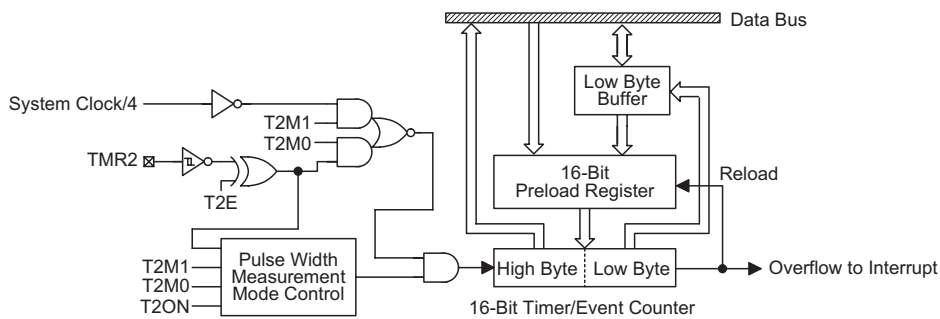 Data Bus
Low Byte
Buffer
System Clock/4
T2M1
T2M0
TMR2
T2E
16-Bit
Preload Register
Reload
T2M1
T2M0
T2ON
Pulse Width
Measurement
Mode Control
High Byte
Low Byte
Overflow to Interrupt
16-Bit Timer/Event Counter